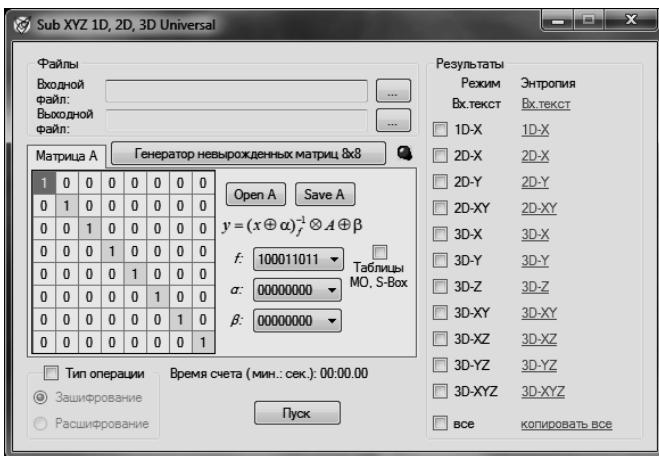 Sub XYZ 1D, 2D, 3D Universal
Файлы
Входной
файл:
...
Выходной
файл:
...
Матрица A
Генератор невырожденных матриц 8x8
1 0 0 0 0 0 0 0
0 1 0 0 0 0 0 0
0 0 1 0 0 0 0 0
0 0 0 1 0 0 0 0
0 0 0 0 1 0 0 0
0 0 0 0 0 1 0 0
0 0 0 0 0 0 1 0
0 0 0 0 0 0 0 1
Open A Save A
y = (x ⊕ α)_f^{-1} ⊗ A ⊕ β
f: 100011011
Таблицы
MO, S-Box
α: 00000000
β: 00000000
Тип операции
Зашифрование
Расшифрование
Время счета (мин.: сек.): 00:00.00
Пуск
Результаты
Режим Энтропия
Вх.текст Вх.текст
1D-X 1D-X
2D-X 2D-X
2D-Y 2D-Y
2D-XY 2D-XY
3D-X 3D-X
3D-Y 3D-Y
3D-Z 3D-Z
3D-XY 3D-XY
3D-XZ 3D-XZ
3D-YZ 3D-YZ
3D-XYZ 3D-XYZ
все копировать все